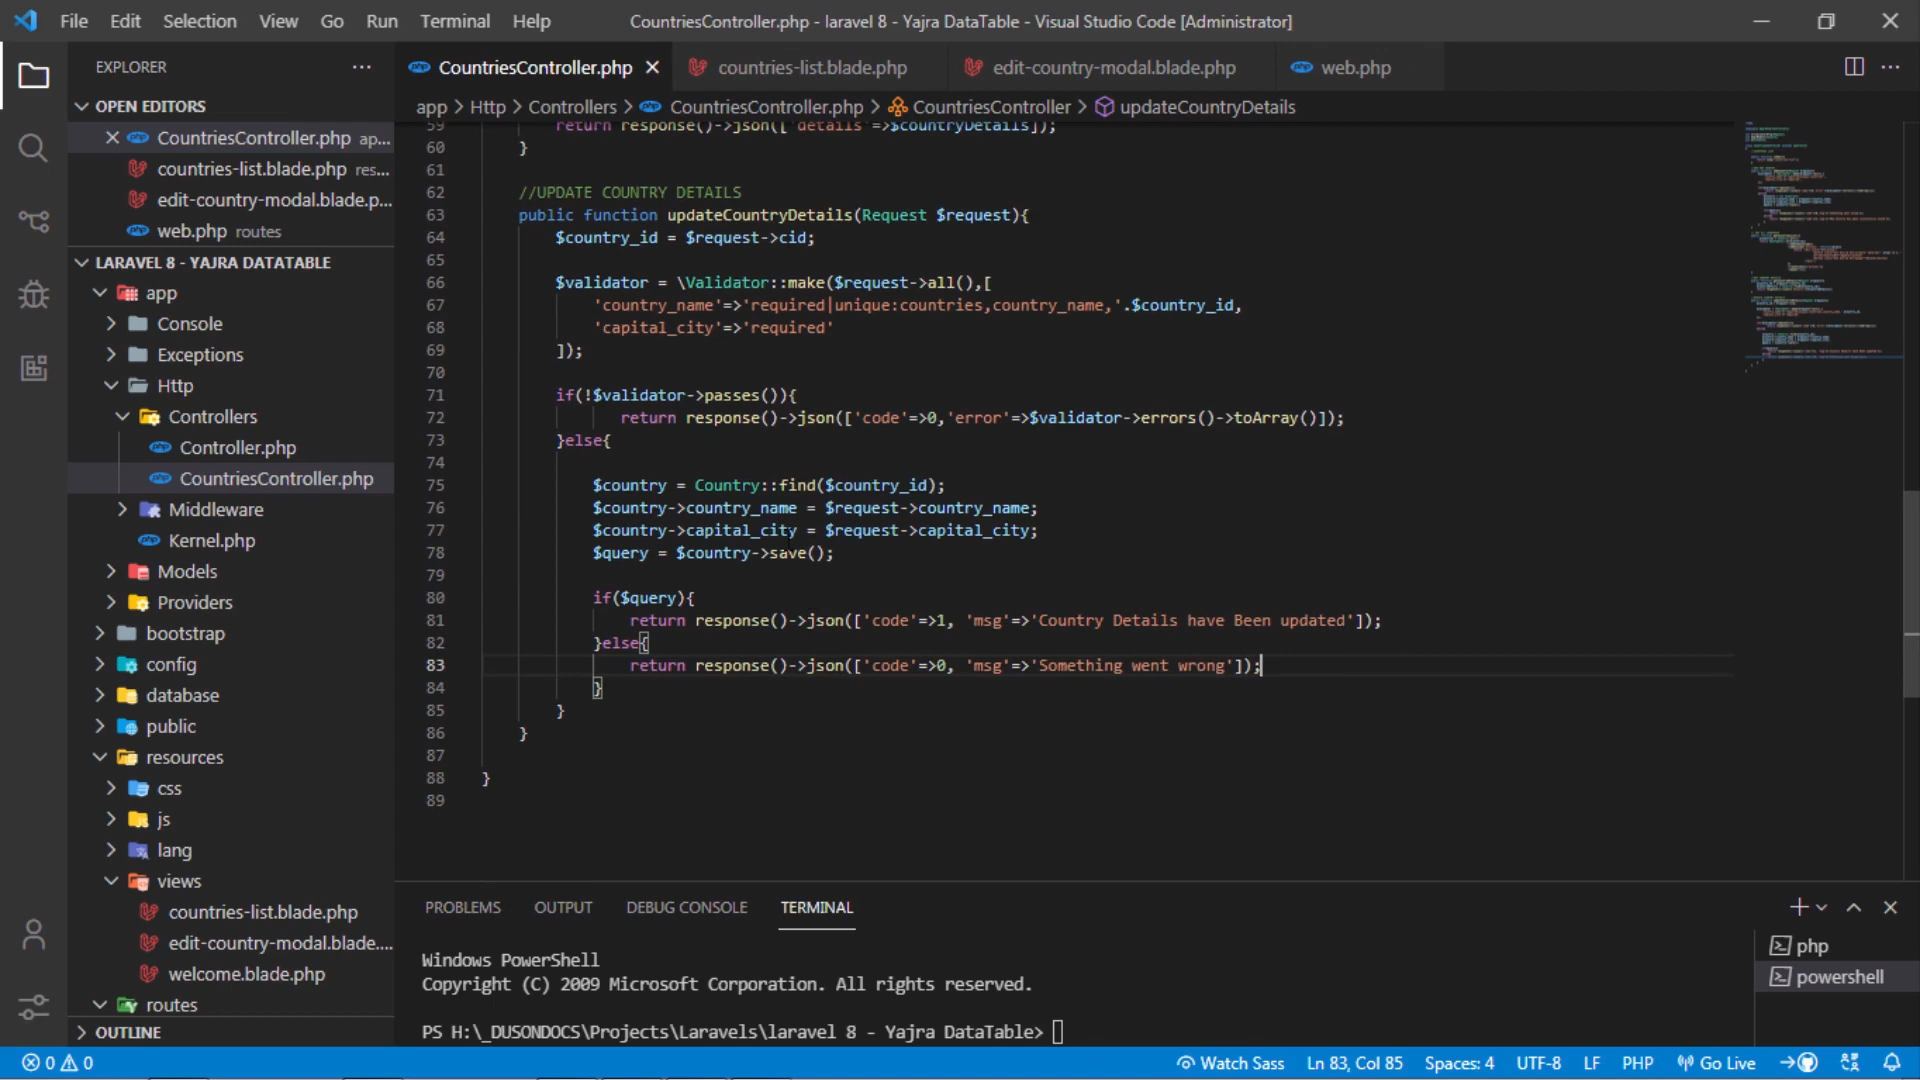 File Edit Selection View Go Run Terminal Help
CountriesController.php - laravel 8 - Yajra DataTable - Visual Studio Code [Administrator]
EXPLORER
OPEN EDITORS
CountriesController.php ap...
countries-list.blade.php res...
edit-country-modal.blade.p...
web.php routes
LARAVEL 8 - YAJRA DATATABLE
app
Console
Exceptions
Http
Controllers
Controller.php
CountriesController.php
Middleware
Kernel.php
Models
Providers
bootstrap
config
database
public
resources
css
js
lang
views
countries-list.blade.php
edit-country-modal.blade....
welcome.blade.php
routes
OUTLINE
CountriesController.php countries-list.blade.php edit-country-modal.blade.php web.php
app > Http > Controllers > CountriesController.php > CountriesController > updateCountryDetails
59 return response()->json(['details'=>$countryDetails]);
60 }
61
62 //UPDATE COUNTRY DETAILS
63 public function updateCountryDetails(Request $request){
64 $country_id = $request->cid;
65
66 $validator = \Validator::make($request->all(),[
67 'country_name'=>'required|unique:countries,country_name,'.$country_id,
68 'capital_city'=>'required'
69 ]);
70
71 if(!$validator->passes()){
72 return response()->json(['code'=>0,'error'=>$validator->errors()->toArray()]);
73 }else{
74
75 $country = Country::find($country_id);
76 $country->country_name = $request->country_name;
77 $country->capital_city = $request->capital_city;
78 $query = $country->save();
79
80 if($query){
81 return response()->json(['code'=>1, 'msg'=>'Country Details have Been updated']);
82 }else{
83 return response()->json(['code'=>0, 'msg'=>'Something went wrong']);
84 }
85 }
86 }
87
88 }
89
PROBLEMS OUTPUT DEBUG CONSOLE TERMINAL
Windows PowerShell
Copyright (C) 2009 Microsoft Corporation. All rights reserved.
PS H:\_DUSONDOCS\Projects\Laravels\laravel 8 - Yajra DataTable>
php
powershell
0 0
Watch Sass Ln 83, Col 85 Spaces: 4 UTF-8 LF PHP Go Live